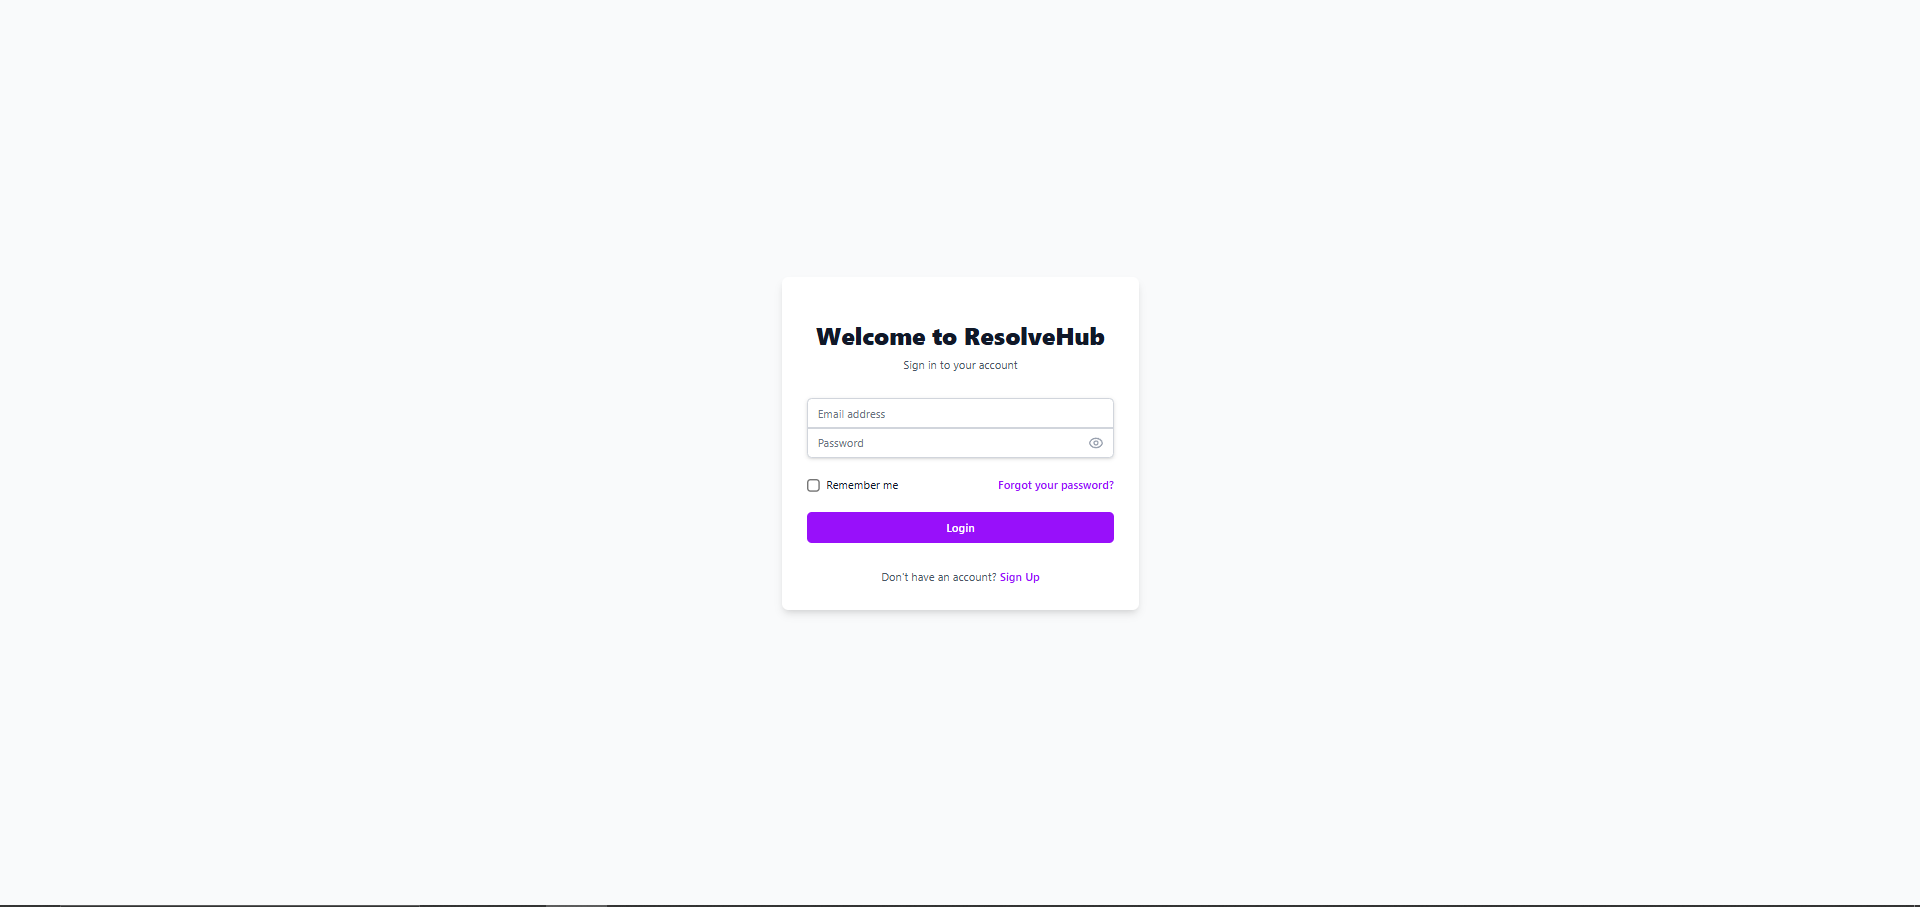 Welcome to ResolveHub
Sign in to your account
Email address
Password
Remember me
Forgot your password?
Login
Don't have an account? Sign Up